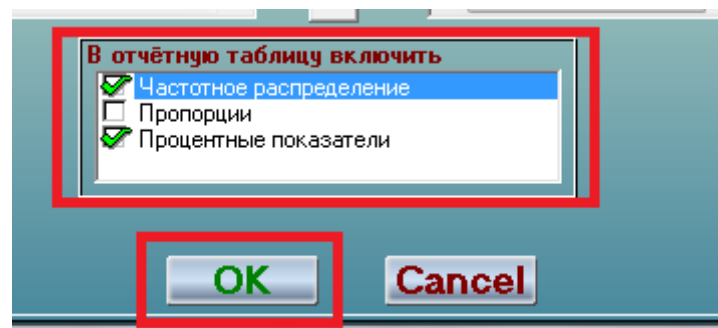 В отчётную таблицу включить
Частотное распределение
Пропорции
Процентные показатели
OK
Cancel